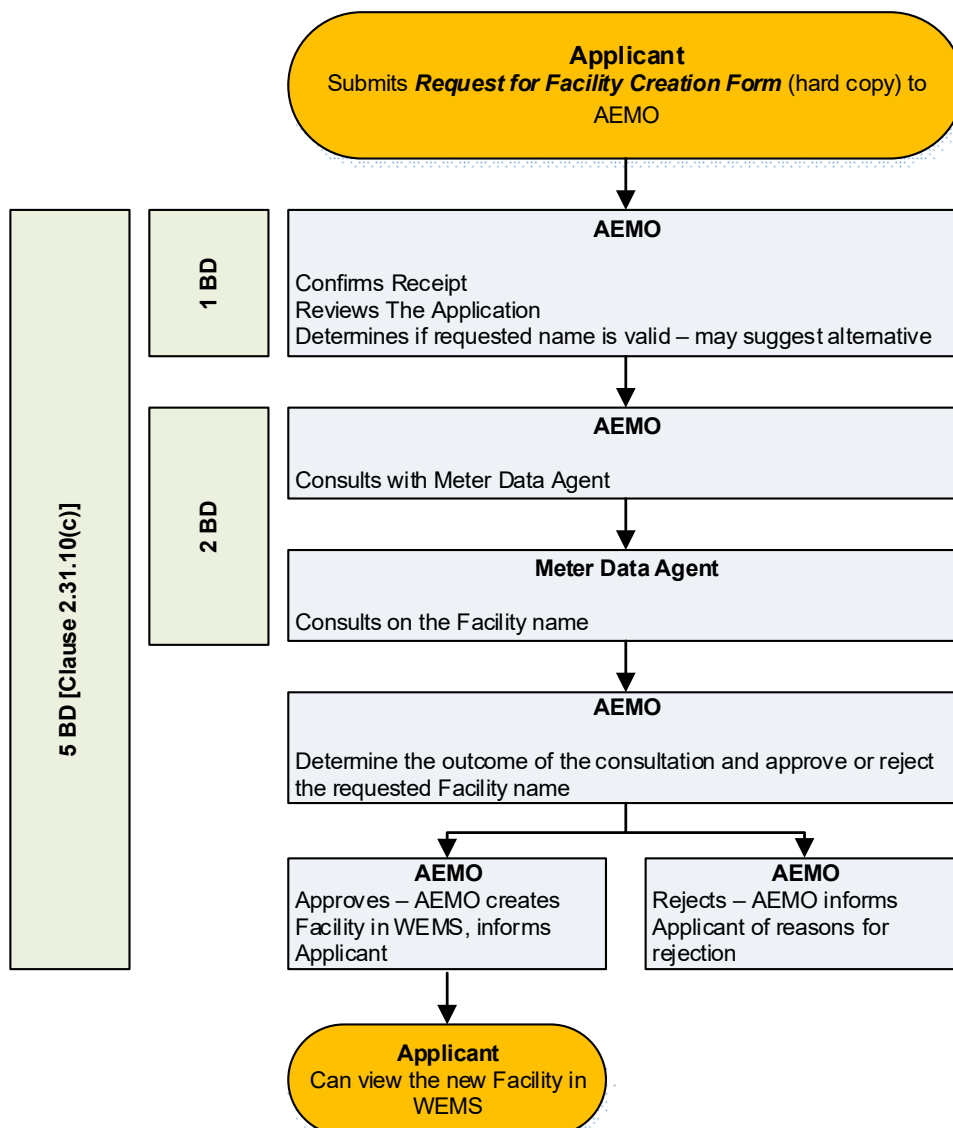 Applicant
Submits Request for Facility Creation Form (hard copy) to
AEMO
5 BD [Clause 2.31.10(c)]
1 BD
AEMO
Confirms Receipt
Reviews The Application
Determines if requested name is valid – may suggest alternative
2 BD
AEMO
Consults with Meter Data Agent
Meter Data Agent
Consults on the Facility name
AEMO
Determine the outcome of the consultation and approve or reject
the requested Facility name
AEMO
Approves – AEMO creates
Facility in WEMS, informs
Applicant
AEMO
Rejects – AEMO informs
Applicant of reasons for
rejection
Applicant
Can view the new Facility in
WEMS